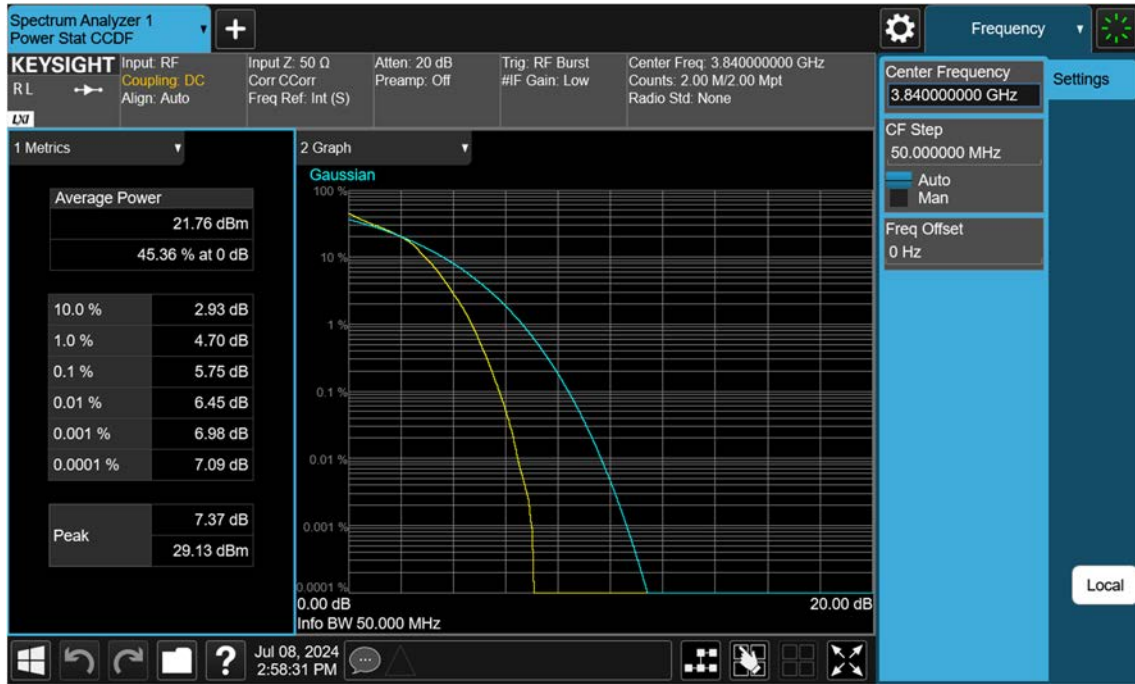 Spectrum Analyzer 1
Power Stat CCDF
Frequency
KEYSIGHT
RL
LXI
Input: RF
Coupling: DC
Align: Auto
Input Z: 50 Ω
Corr CCorr
Freq Ref: Int (S)
Atten: 20 dB
Preamp: Off
Trig: RF Burst
#IF Gain: Low
Center Freq: 3.840000000 GHz
Counts: 2.00 M/2.00 Mpt
Radio Std: None
Center Frequency
3.840000000 GHz
Settings
CF Step
50.000000 MHz
Auto
Man
Freq Offset
0 Hz
1 Metrics
Average Power
21.76 dBm
45.36 % at 0 dB
10.0 % 2.93 dB
1.0 % 4.70 dB
0.1 % 5.75 dB
0.01 % 6.45 dB
0.001 % 6.98 dB
0.0001 % 7.09 dB
Peak
7.37 dB
29.13 dBm
2 Graph
Gaussian
100 %
10 %
1 %
0.1 %
0.01 %
0.001 %
0.0001 %
0.00 dB 20.00 dB
Info BW 50.000 MHz
Local
?
Jul 08, 2024
2:58:31 PM